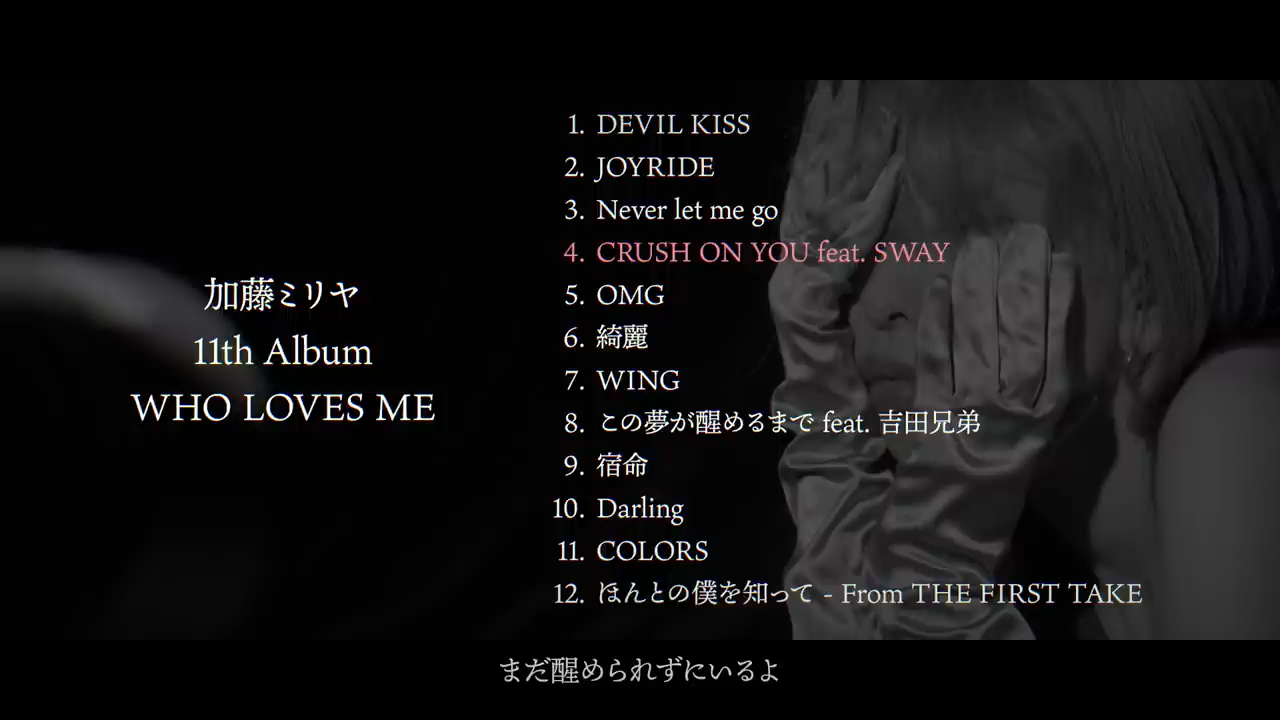 加藤ミリヤ
11th Album
WHO LOVES ME
1. DEVIL KISS
2. JOYRIDE
3. Never let me go
4. CRUSH ON YOU feat. SWAY
5. OMG
6. 綺麗
7. WING
8. この夢が醒めるまで feat. 吉田兄弟
9. 宿命
10. Darling
11. COLORS
12. ほんとの僕を知って - From THE FIRST TAKE
まだ醒められずにいるよ